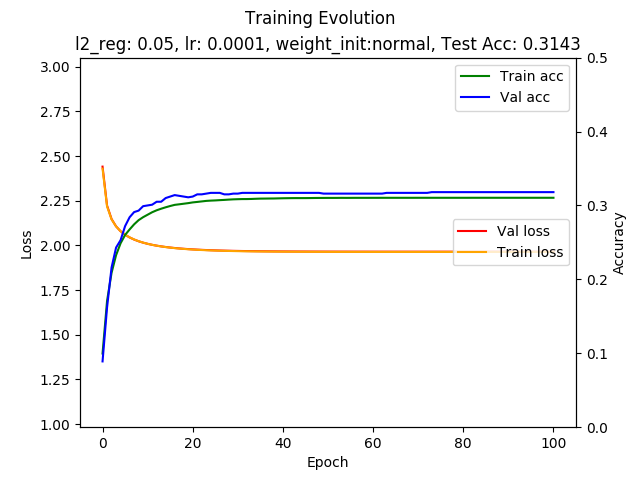 Training Evolution
l2_reg: 0.05, lr: 0.0001, weight_init:normal, Test Acc: 0.3143
3.00
2.75
2.50
2.25
2.00
1.75
1.50
1.25
1.00
Loss
0
20
40
60
80
100
Epoch
0.5
0.4
0.3
0.2
0.1
0.0
Accuracy
Train acc
Val acc
Val loss
Train loss